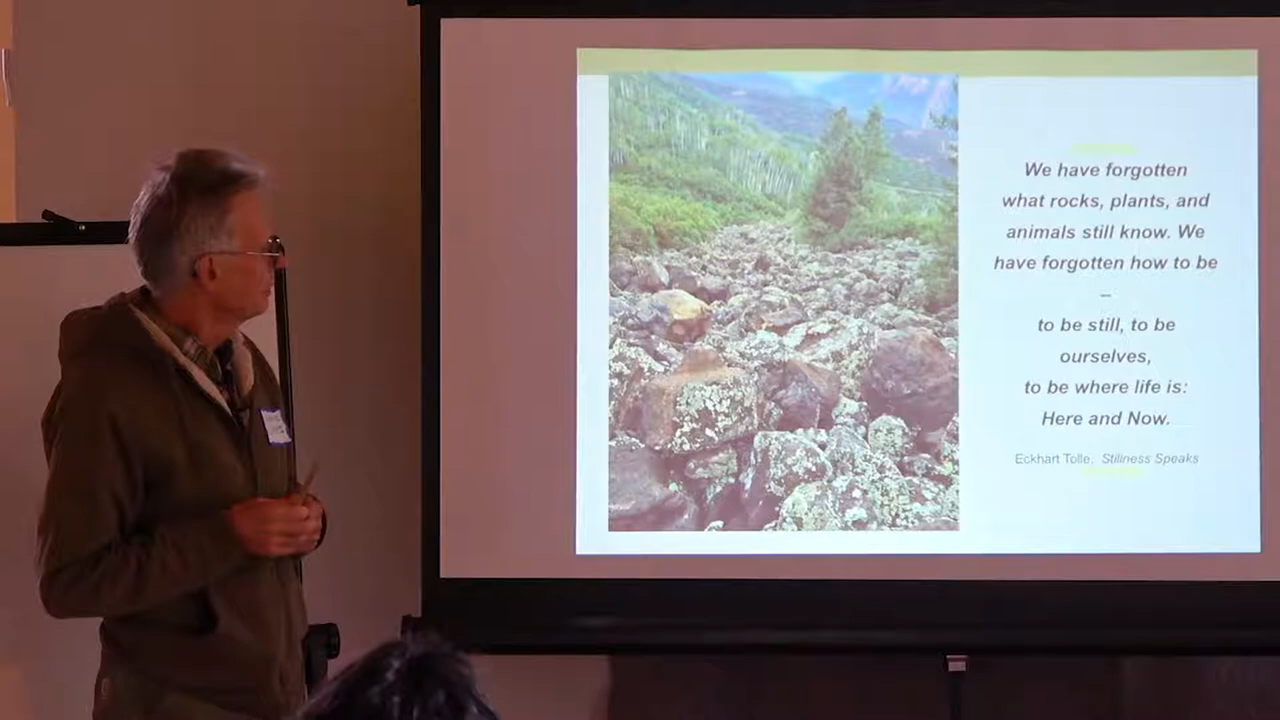 We have forgotten
what rocks, plants, and
animals still know. We
have forgotten how to be
–
to be still, to be
ourselves,
to be where life is:
Here and Now.
Eckhart Tolle, Stillness Speaks